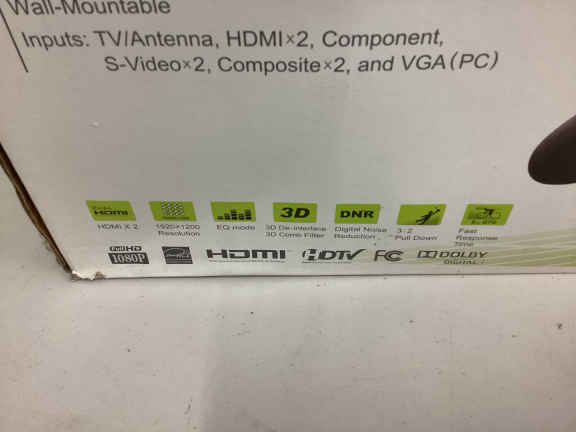 Wall-Mountable
Inputs: TV/Antenna, HDMI×2, Component,
S-Video×2, Composite×2, and VGA(PC)
HDMI
3D
DNR
HDMI X 2
1920×1200
Resolution
EQ mode
3D De-interlace
3D Comb Filter
Digital Noise
Reduction
3:2
Pull Down
Fast
Response
Time
Full HD
1080P
HDMI
HDTV
FC
DOLBY
DIGITAL